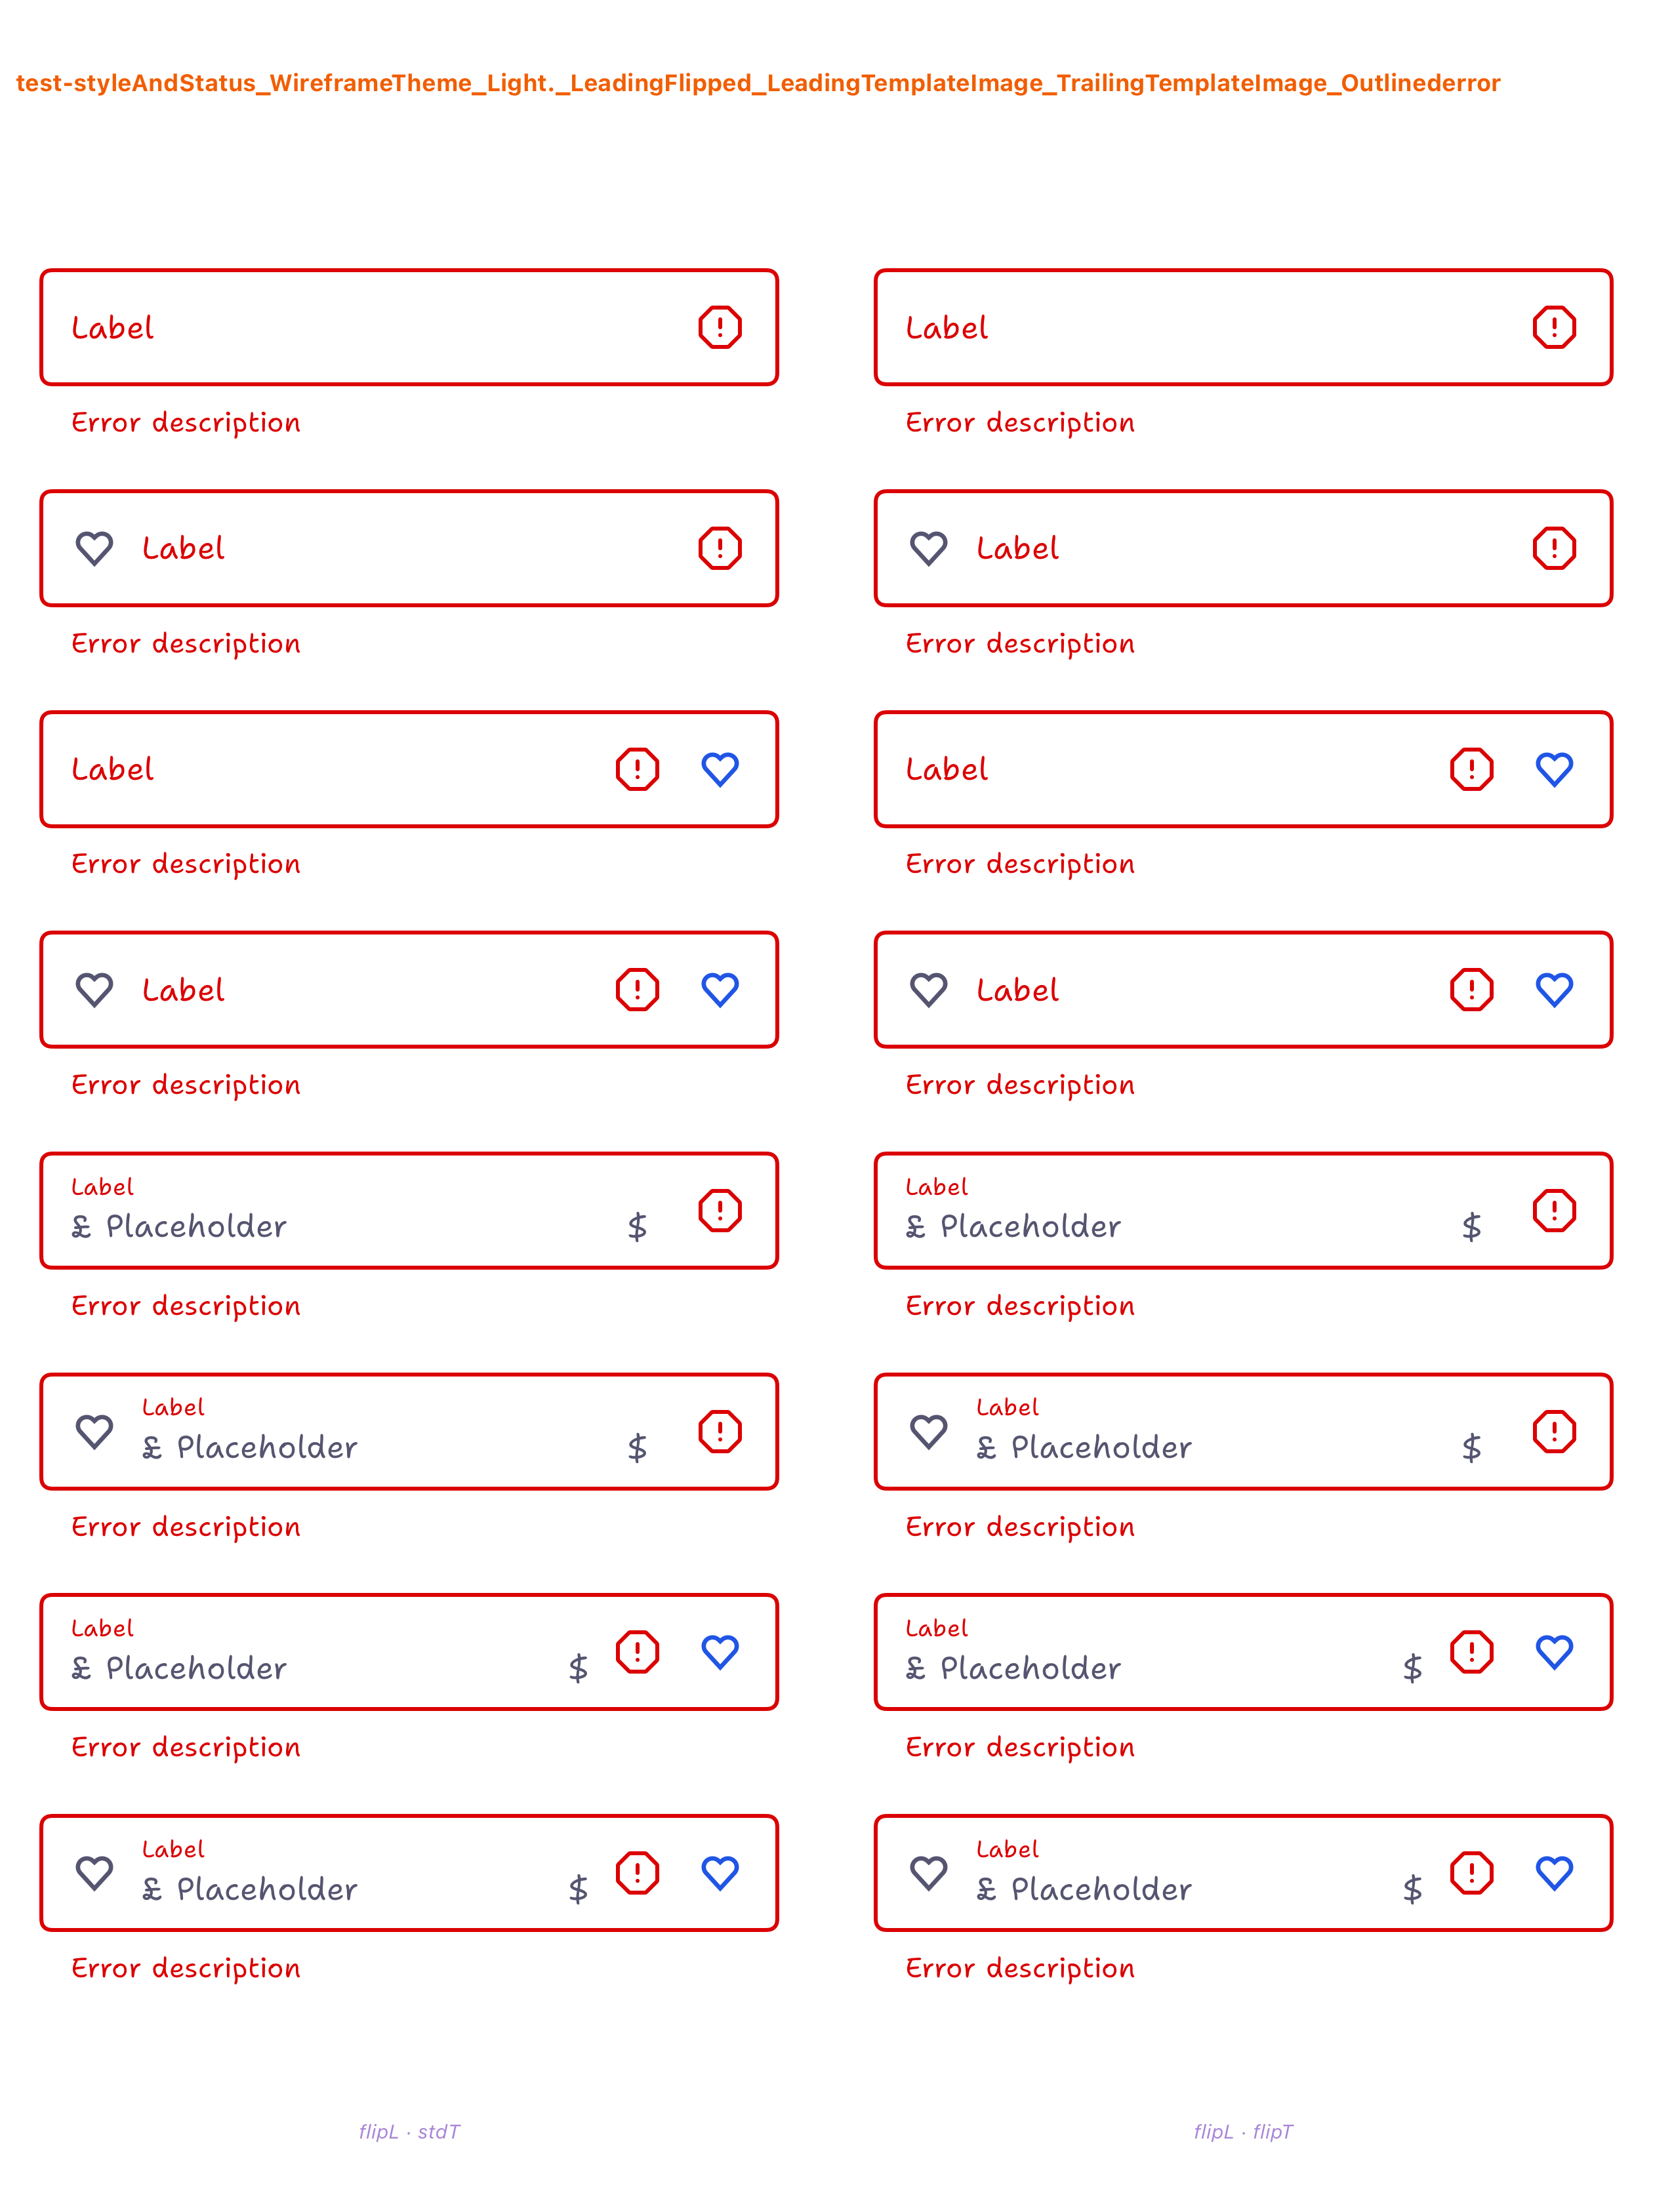 test-styleAndStatus_WireframeTheme_Light._LeadingFlipped_LeadingTemplateImage_TrailingTemplateImage_Outlinederror
Label
Label
Error description
Error description
Label
Label
Error description
Error description
Label
Label
Error description
Error description
Label
Label
Error description
Error description
Label
£ Placeholder $
Label
£ Placeholder $
Error description
Error description
Label
£ Placeholder $
Label
£ Placeholder $
Error description
Error description
Label
£ Placeholder $
Label
£ Placeholder $
Error description
Error description
Label
£ Placeholder $
Label
£ Placeholder $
Error description
Error description
flipL · stdT
flipL · flipT